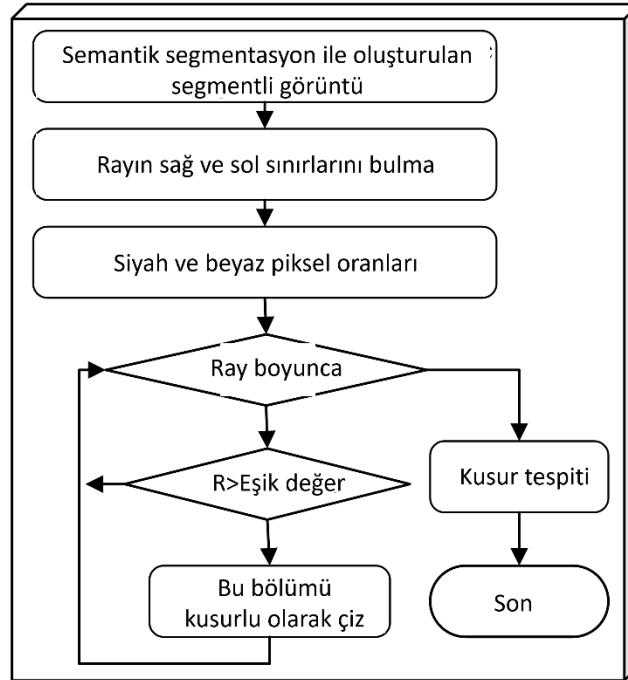 Semantik segmentasyon ile oluşturulan
segmentli görüntü
Rayın sağ ve sol sınırlarını bulma
Siyah ve beyaz piksel oranları
Ray boyunca
R>Eşik değer
Kusur tespiti
Bu bölümü
kusurlu olarak çiz
Son